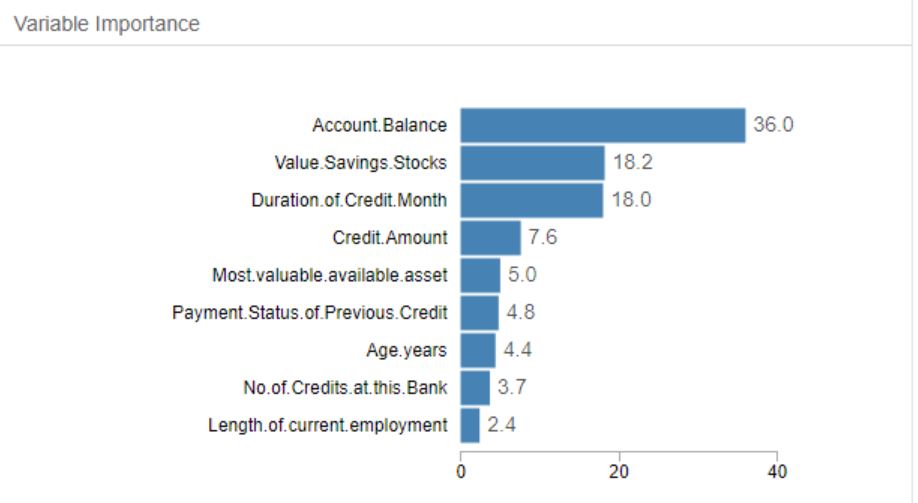 Variable Importance
Account.Balance 36.0
Value.Savings.Stocks 18.2
Duration.of.Credit.Month 18.0
Credit.Amount 7.6
Most.valuable.available.asset 5.0
Payment.Status.of.Previous.Credit 4.8
Age.years 4.4
No.of.Credits.at.this.Bank 3.7
Length.of.current.employment 2.4
0 20 40